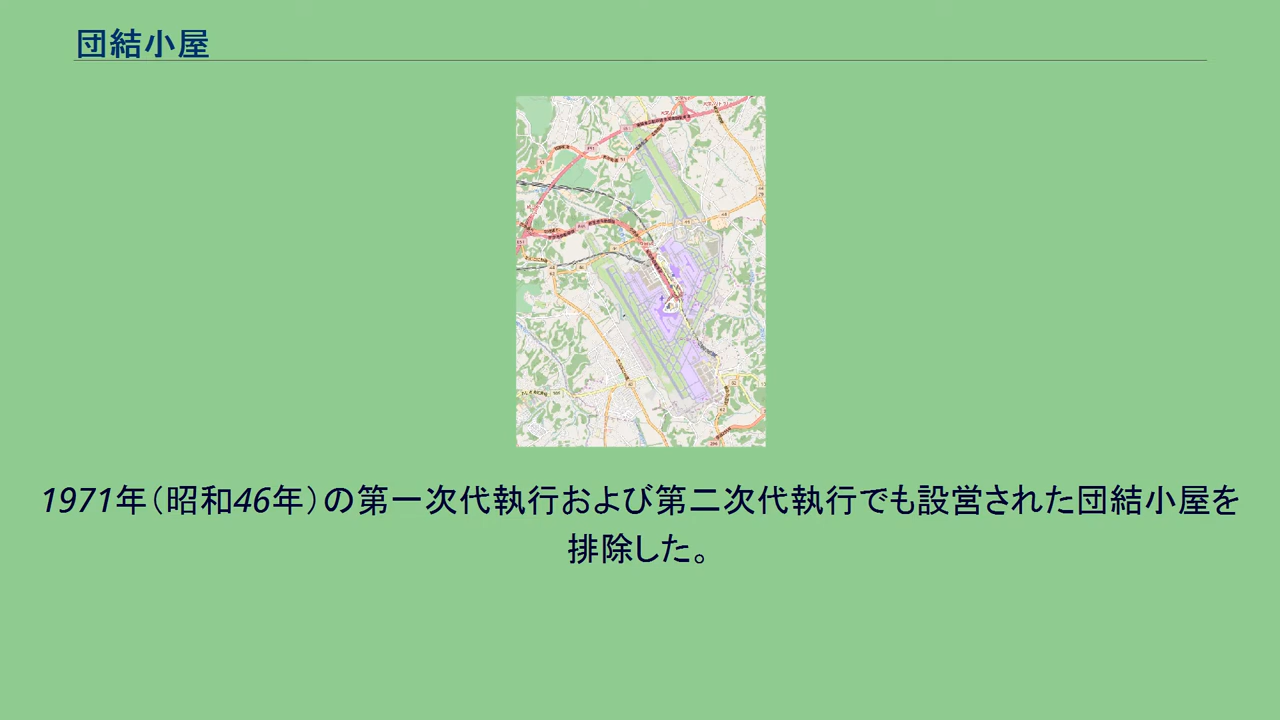 団結小屋
1971年（昭和46年）の第一次代執行および第二次代執行でも設営された団結小屋を
排除した。